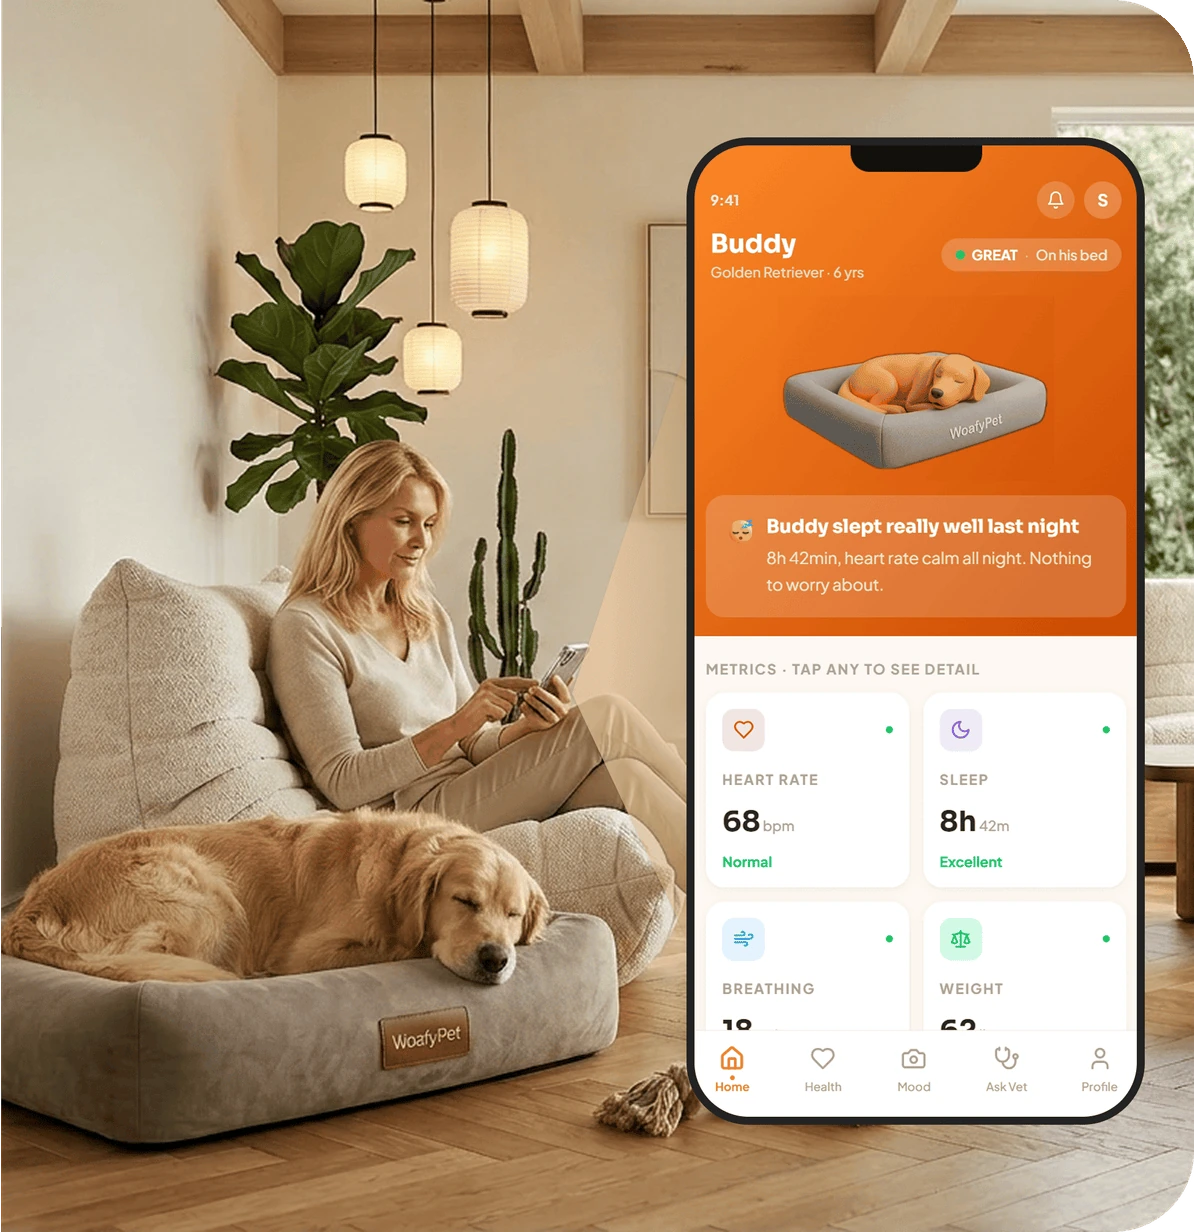 9:41
S
Buddy
Golden Retriever · 6 yrs
GREAT · On his bed
WoafyPet
Buddy slept really well last night
8h 42min, heart rate calm all night. Nothing
to worry about.
METRICS · TAP ANY TO SEE DETAIL
HEART RATE
68 bpm
Normal
SLEEP
8h 42m
Excellent
BREATHING
18
WEIGHT
62
Home
Health
Mood
Ask Vet
Profile
WoafyPet